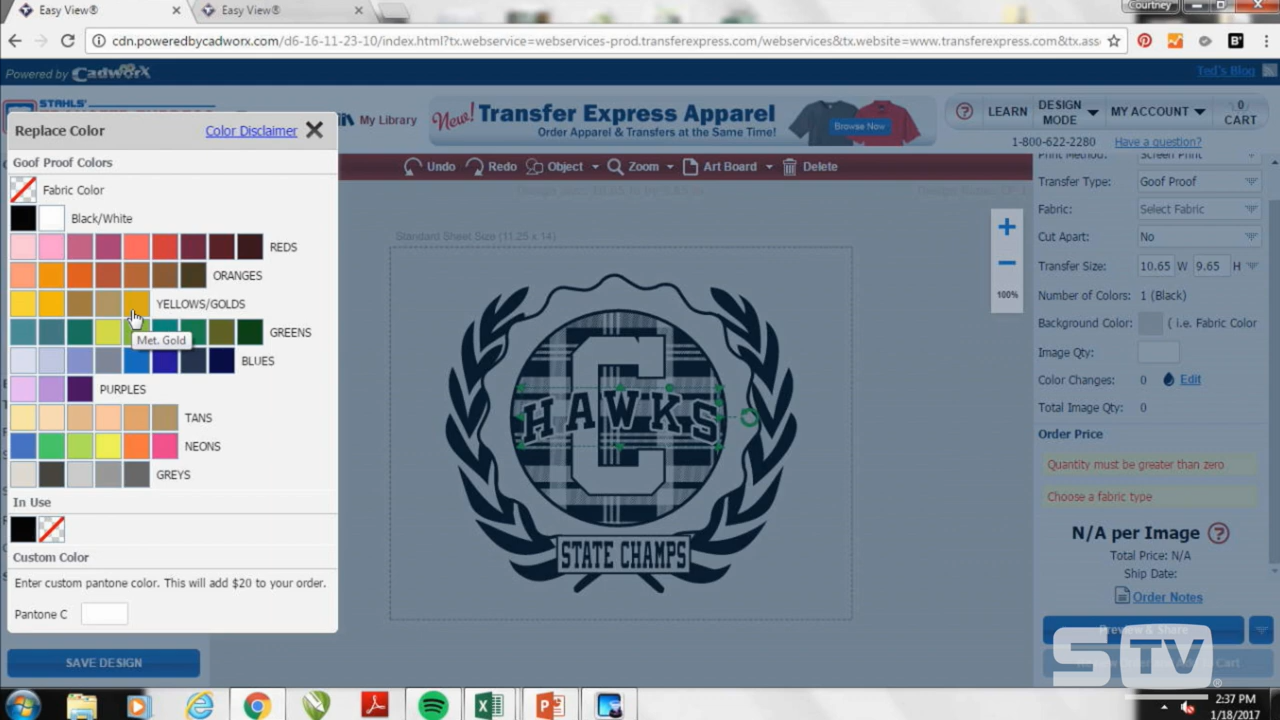 Easy View®
Easy View®
Courtney
cdn.poweredbycadworx.com/d6-16-11-23-10/index.html?tx.webservice=webservices-prod.transferexpress.com/webservices&tx.website=www.transferexpress.com&tx.ass
Powered by CadworX
Ted's Blog
STAHLS'
My Library
New! Transfer Express Apparel
Order Apparel & Transfers at the Same Time!
Browse Now
LEARN
DESIGN MODE
MY ACCOUNT
0
CART
1-800-622-2280
Have a question?
Replace Color
Color Disclaimer
Undo
Redo
Object
Zoom
Art Board
Delete
Goof Proof Colors
Fabric Color
Black/White
REDS
ORANGES
YELLOWS/GOLDS
GREENS
Met. Gold
BLUES
PURPLES
TANS
NEONS
GREYS
In Use
Custom Color
Enter custom pantone color. This will add $20 to your order.
Pantone C
SAVE DESIGN
Standard Sheet Size (11.25 x 14)
C
HAWKS
STATE CHAMPS
100%
Print Method: Screen Print
Transfer Type: Goof Proof
Fabric: Select Fabric
Cut Apart: No
Transfer Size: 10.65 W 9.65 H
Number of Colors: 1 (Black)
Background Color: ( i.e. Fabric Color
Image Qty:
Color Changes: 0 Edit
Total Image Qty: 0
Order Price
Quantity must be greater than zero
Choose a fabric type
N/A per Image
Total Price: N/A
Ship Date:
Order Notes
Preview & Share
Cart
STV
2:37 PM
1/18/2017